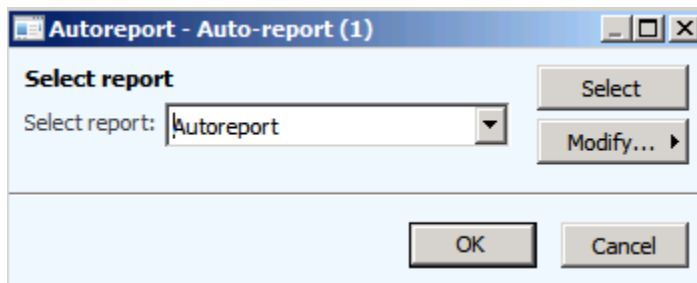 Autoreport - Auto-report (1)
Select report
Select
Select report: Autoreport
Modify...
OK Cancel